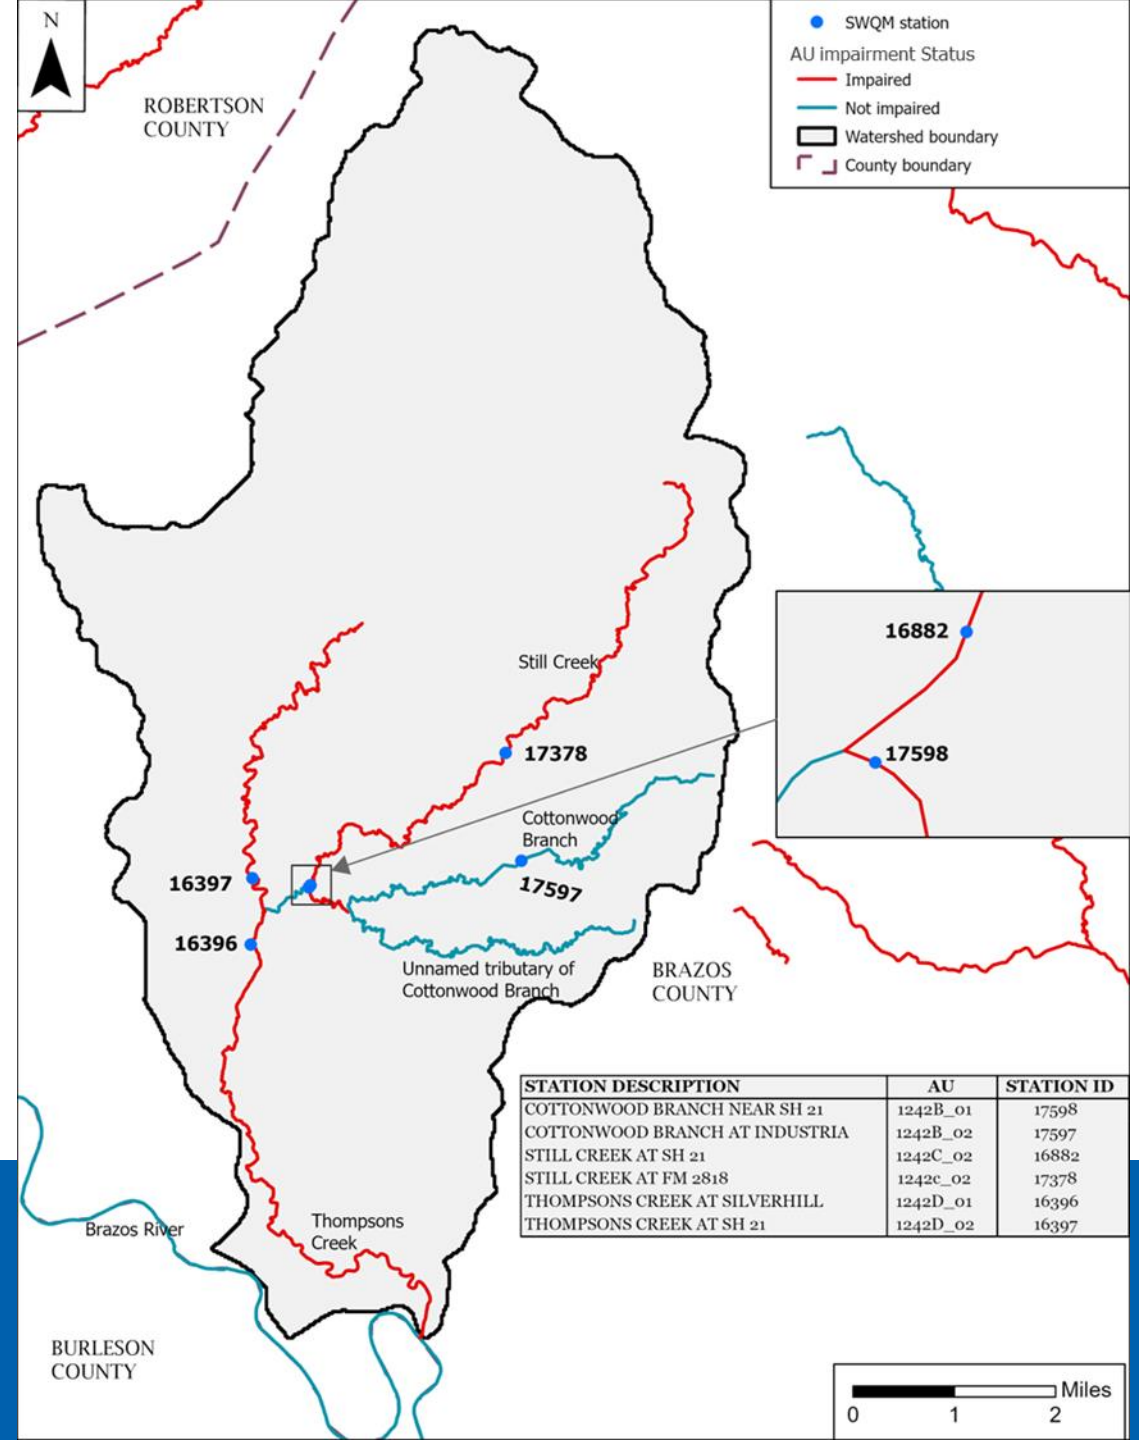 N
SWQM station
AU impairment Status
Impaired
Not impaired
Watershed boundary
County boundary
ROBERTSON
COUNTY
16882
17598
Still Creek
17378
Cottonwood
Branch
17597
16397
16396
Unnamed tributary of
Cottonwood Branch
BRAZOS
COUNTY
STATION DESCRIPTION AU STATION ID
COTTONWOOD BRANCH NEAR SH 21 1242B_01 17598
COTTONWOOD BRANCH AT INDUSTRIA 1242B_02 17597
STILL CREEK AT SH 21 1242C_02 16882
STILL CREEK AT FM 2818 1242c_02 17378
THOMPSONS CREEK AT SILVERHILL 1242D_01 16396
THOMPSONS CREEK AT SH 21 1242D_02 16397
Brazos River
Thompsons
Creek
BURLESON
COUNTY
Miles
0 1 2